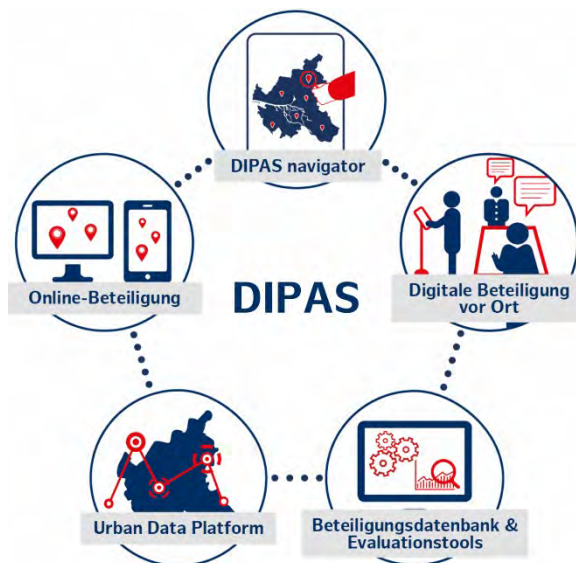 DIPAS navigator
Online-Beteiligung
DIPAS
Digitale Beteiligung
vor Ort
Urban Data Platform
Beteiligungsdatenbank &
Evaluationstools